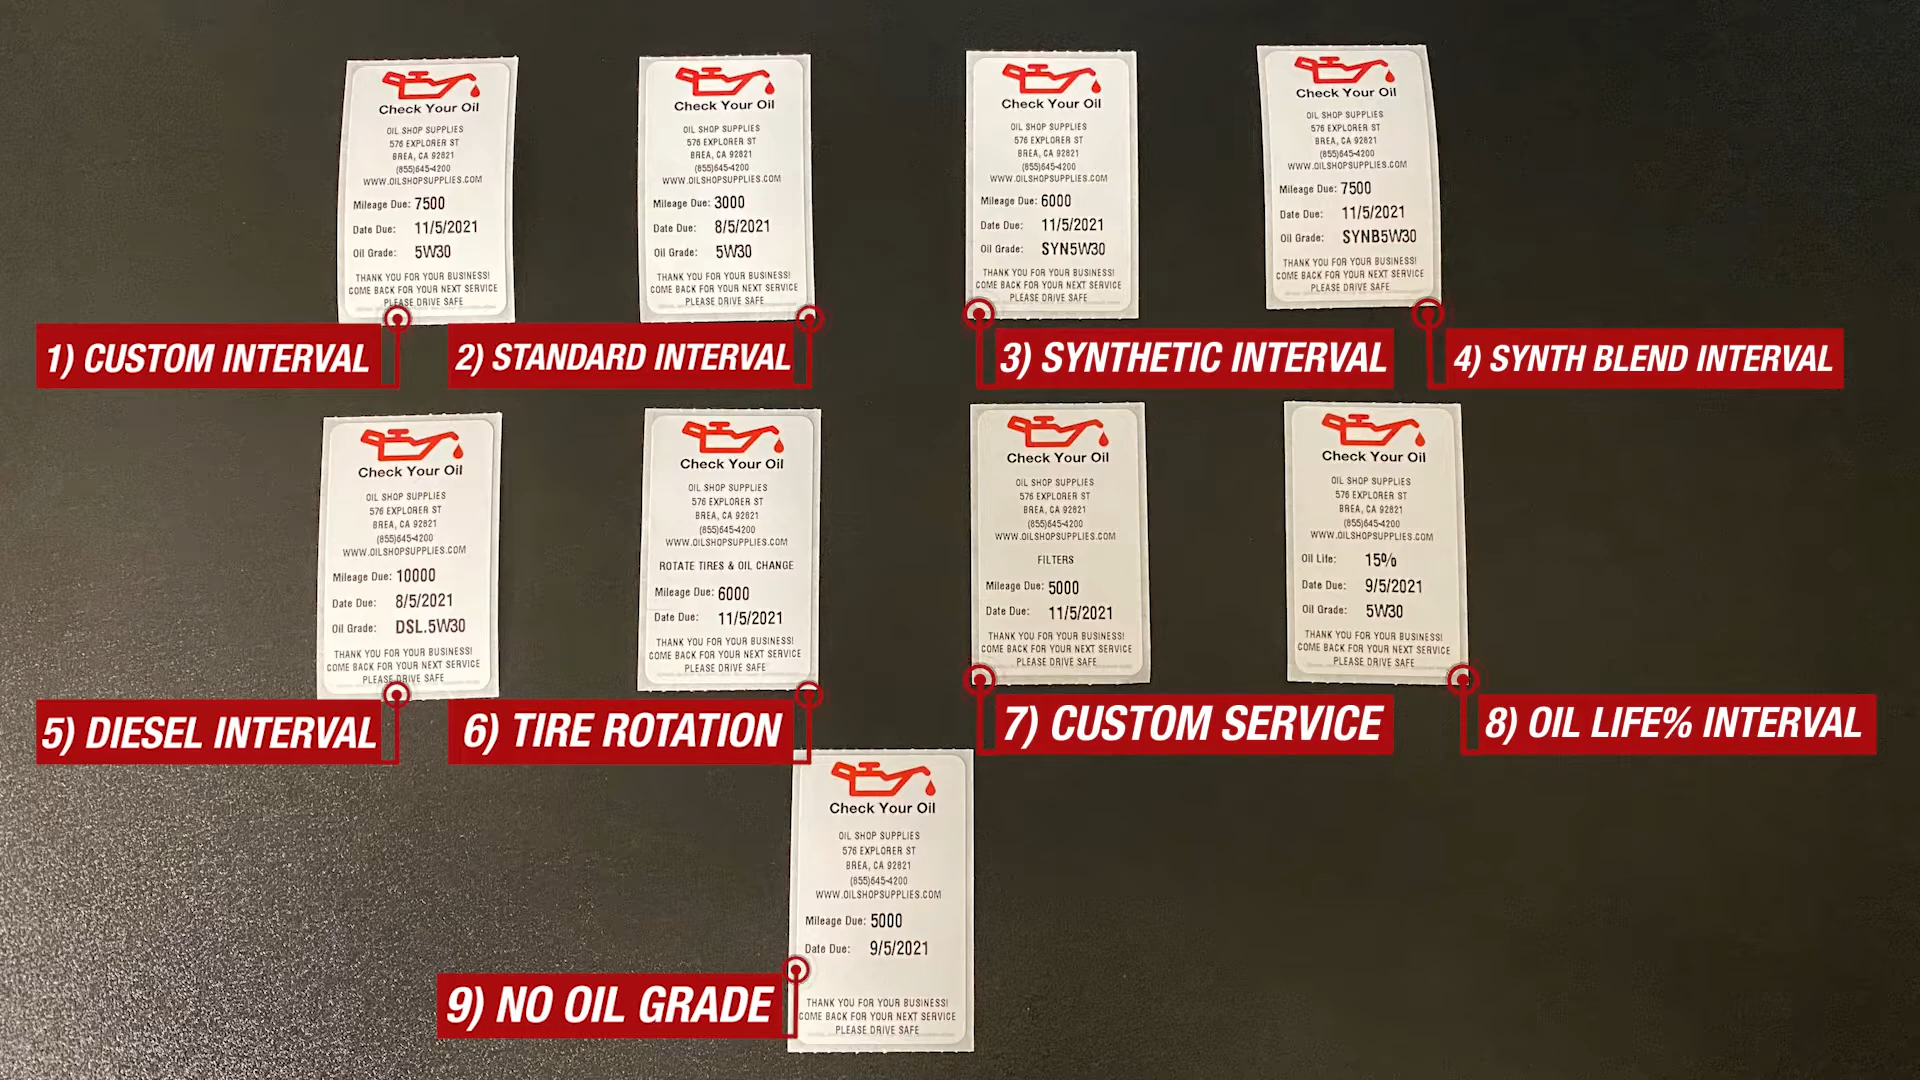 Check Your Oil
OIL SHOP SUPPLIES
576 EXPLORER ST
BREA, CA 92821
(855)645-4200
WWW.OILSHOPSUPPLIES.COM
Mileage Due: 7500
Date Due: 11/5/2021
Oil Grade: 5W30
THANK YOU FOR YOUR BUSINESS!
COME BACK FOR YOUR NEXT SERVICE
PLEASE DRIVE SAFE
1) CUSTOM INTERVAL
Check Your Oil
OIL SHOP SUPPLIES
576 EXPLORER ST
BREA, CA 92821
(855)645-4200
WWW.OILSHOPSUPPLIES.COM
Mileage Due: 3000
Date Due: 8/5/2021
Oil Grade: 5W30
THANK YOU FOR YOUR BUSINESS!
COME BACK FOR YOUR NEXT SERVICE
PLEASE DRIVE SAFE
2) STANDARD INTERVAL
Check Your Oil
OIL SHOP SUPPLIES
576 EXPLORER ST
BREA, CA 92821
(855)645-4200
WWW.OILSHOPSUPPLIES.COM
Mileage Due: 6000
Date Due: 11/5/2021
Oil Grade: SYN5W30
THANK YOU FOR YOUR BUSINESS!
COME BACK FOR YOUR NEXT SERVICE
PLEASE DRIVE SAFE
3) SYNTHETIC INTERVAL
Check Your Oil
OIL SHOP SUPPLIES
576 EXPLORER ST
BREA, CA 92821
(855)645-4200
WWW.OILSHOPSUPPLIES.COM
Mileage Due: 7500
Date Due: 11/5/2021
Oil Grade: SYNB5W30
THANK YOU FOR YOUR BUSINESS!
COME BACK FOR YOUR NEXT SERVICE
PLEASE DRIVE SAFE
4) SYNTH BLEND INTERVAL
Check Your Oil
OIL SHOP SUPPLIES
576 EXPLORER ST
BREA, CA 92821
(855)645-4200
WWW.OILSHOPSUPPLIES.COM
Mileage Due: 10000
Date Due: 8/5/2021
Oil Grade: DSL.5W30
THANK YOU FOR YOUR BUSINESS!
COME BACK FOR YOUR NEXT SERVICE
PLEASE DRIVE SAFE
5) DIESEL INTERVAL
Check Your Oil
OIL SHOP SUPPLIES
576 EXPLORER ST
BREA, CA 92821
(855)645-4200
WWW.OILSHOPSUPPLIES.COM
ROTATE TIRES & OIL CHANGE
Mileage Due: 6000
Date Due: 11/5/2021
THANK YOU FOR YOUR BUSINESS!
COME BACK FOR YOUR NEXT SERVICE
PLEASE DRIVE SAFE
6) TIRE ROTATION
Check Your Oil
OIL SHOP SUPPLIES
576 EXPLORER ST
BREA, CA 92821
(855)645-4200
WWW.OILSHOPSUPPLIES.COM
FILTERS
Mileage Due: 5000
Date Due: 11/5/2021
THANK YOU FOR YOUR BUSINESS!
COME BACK FOR YOUR NEXT SERVICE
PLEASE DRIVE SAFE
7) CUSTOM SERVICE
Check Your Oil
OIL SHOP SUPPLIES
576 EXPLORER ST
BREA, CA 92821
(855)645-4200
WWW.OILSHOPSUPPLIES.COM
Oil Life: 15%
Date Due: 9/5/2021
Oil Grade: 5W30
THANK YOU FOR YOUR BUSINESS!
COME BACK FOR YOUR NEXT SERVICE
PLEASE DRIVE SAFE
8) OIL LIFE% INTERVAL
Check Your Oil
OIL SHOP SUPPLIES
576 EXPLORER ST
BREA, CA 92821
(855)645-4200
WWW.OILSHOPSUPPLIES.COM
Mileage Due: 5000
Date Due: 9/5/2021
THANK YOU FOR YOUR BUSINESS!
COME BACK FOR YOUR NEXT SERVICE
PLEASE DRIVE SAFE
9) NO OIL GRADE